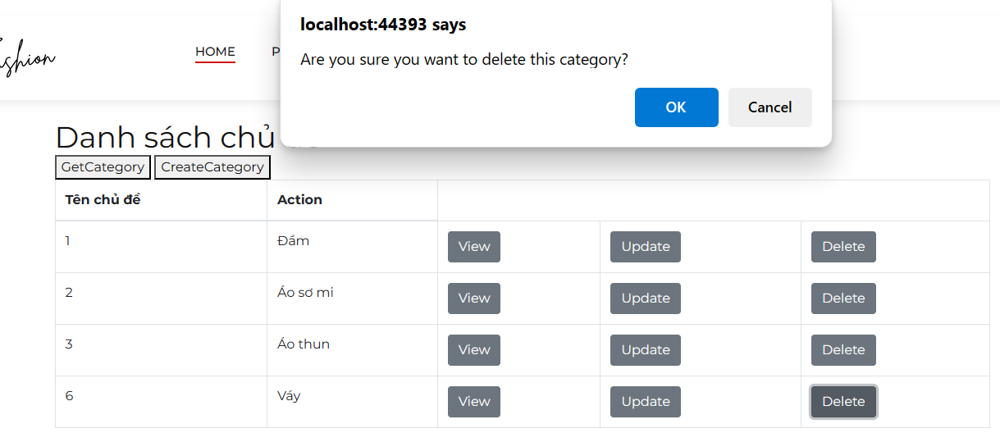 localhost:44393 says
Are you sure you want to delete this category?
OK Cancel
HOME P
Danh sách chủ
GetCategory CreateCategory
Tên chủ đề Action
1 Đầm View Update Delete
2 Áo sơ mi View Update Delete
3 Áo thun View Update Delete
6 Váy View Update Delete